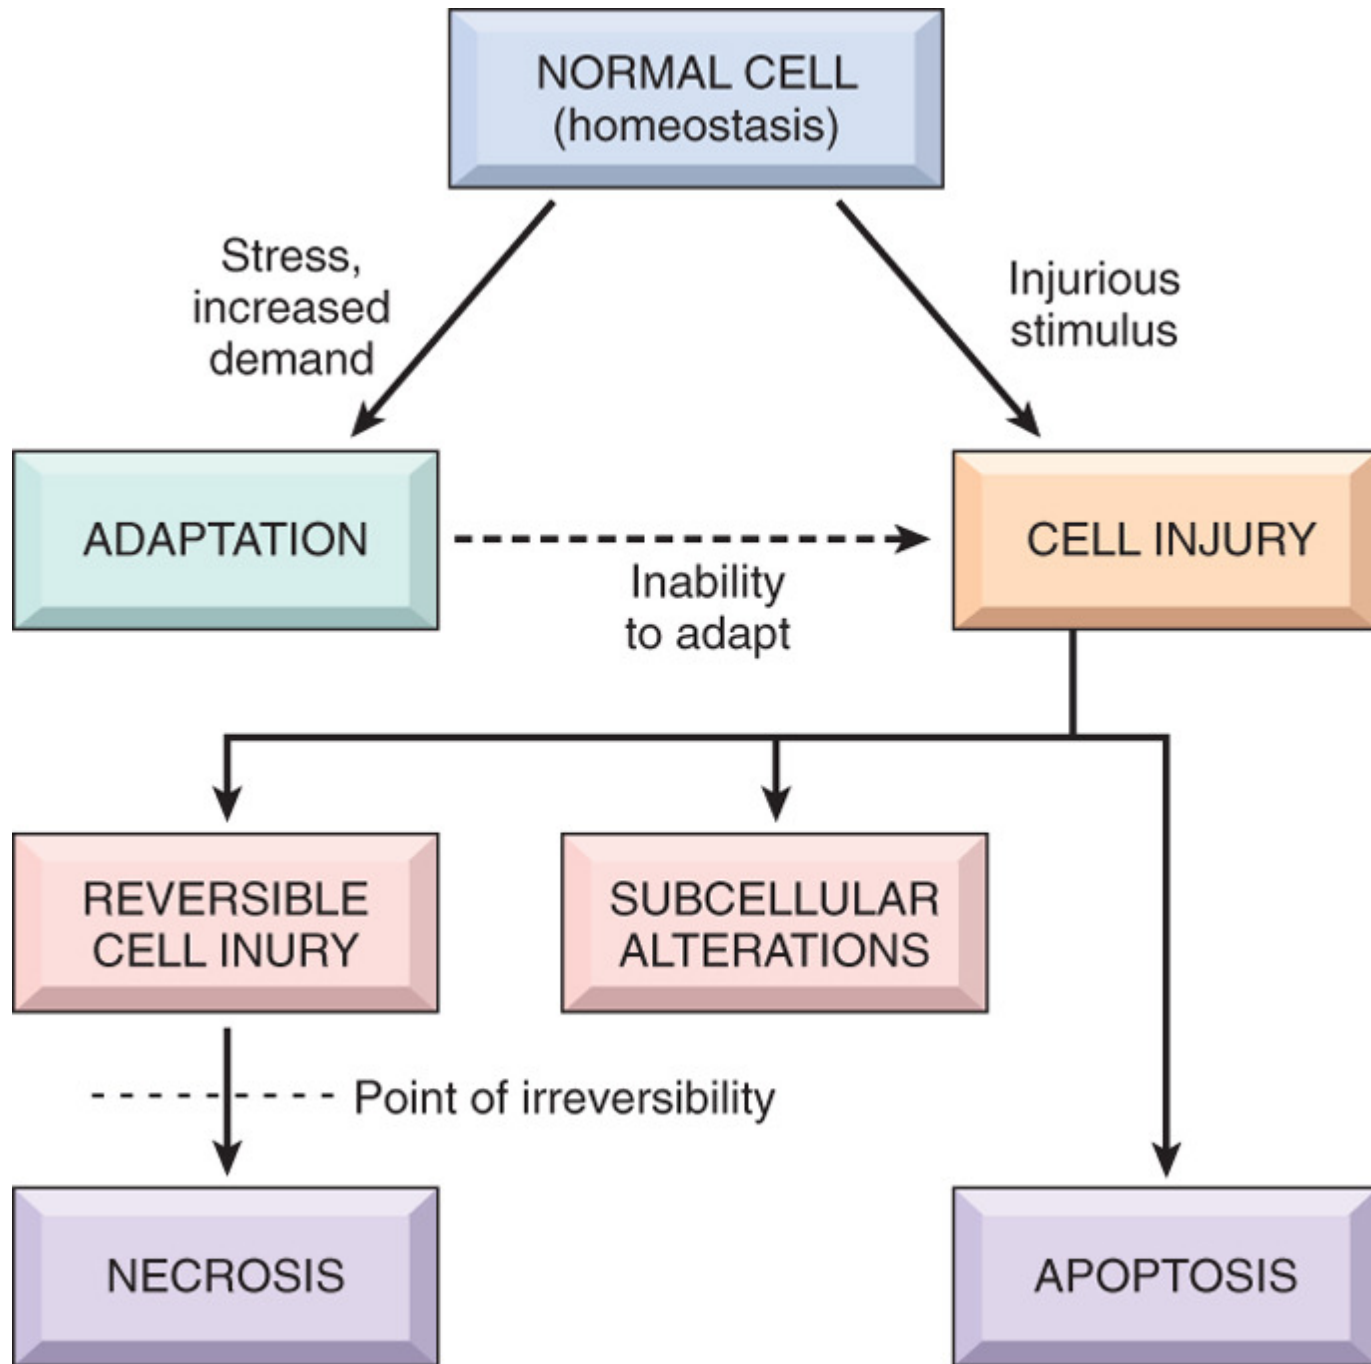 NORMAL CELL
(homeostasis)
Stress,
increased
demand
Injurious
stimulus
ADAPTATION
Inability
to adapt
CELL INJURY
REVERSIBLE
CELL INURY
SUBCELLULAR
ALTERATIONS
Point of irreversibility
NECROSIS
APOPTOSIS